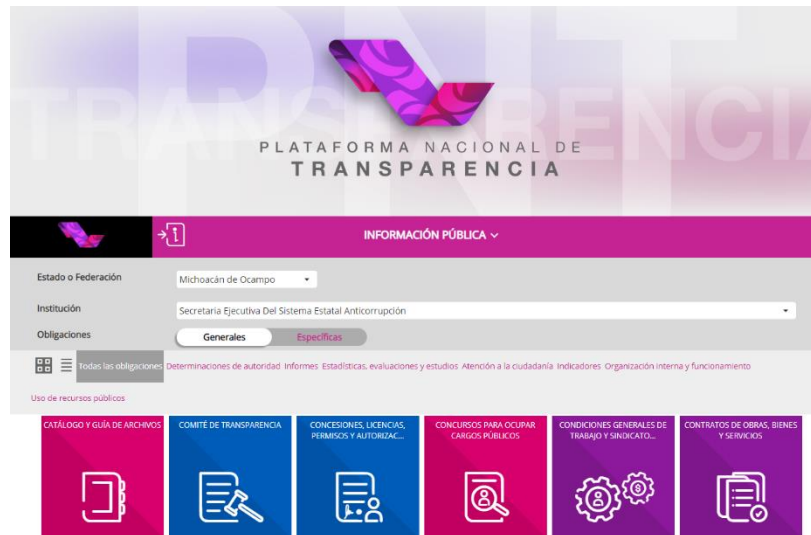 PNT
TRANSPARENCIA
PLATAFORMA NACIONAL DE
TRANSPARENCIA
INFORMACIÓN PÚBLICA
Estado o Federación
Michoacán de Ocampo
Institución
Secretaria Ejecutiva Del Sistema Estatal Anticorrupción
Obligaciones
Generales
Específicas
Todas las obligaciones Determinaciones de autoridad Informes Estadísticas, evaluaciones y estudios Atención a la ciudadanía Indicadores Organización interna y funcionamiento
Uso de recursos públicos
CATÁLOGO Y GUÍA DE ARCHIVOS
COMITÉ DE TRANSPARENCIA
CONCESIONES, LICENCIAS,
PERMISOS Y AUTORIZAC...
CONCURSOS PARA OCUPAR
CARGOS PÚBLICOS
CONDICIONES GENERALES DE
TRABAJO Y SINDICATO...
CONTRATOS DE OBRAS, BIENES
Y SERVICIOS